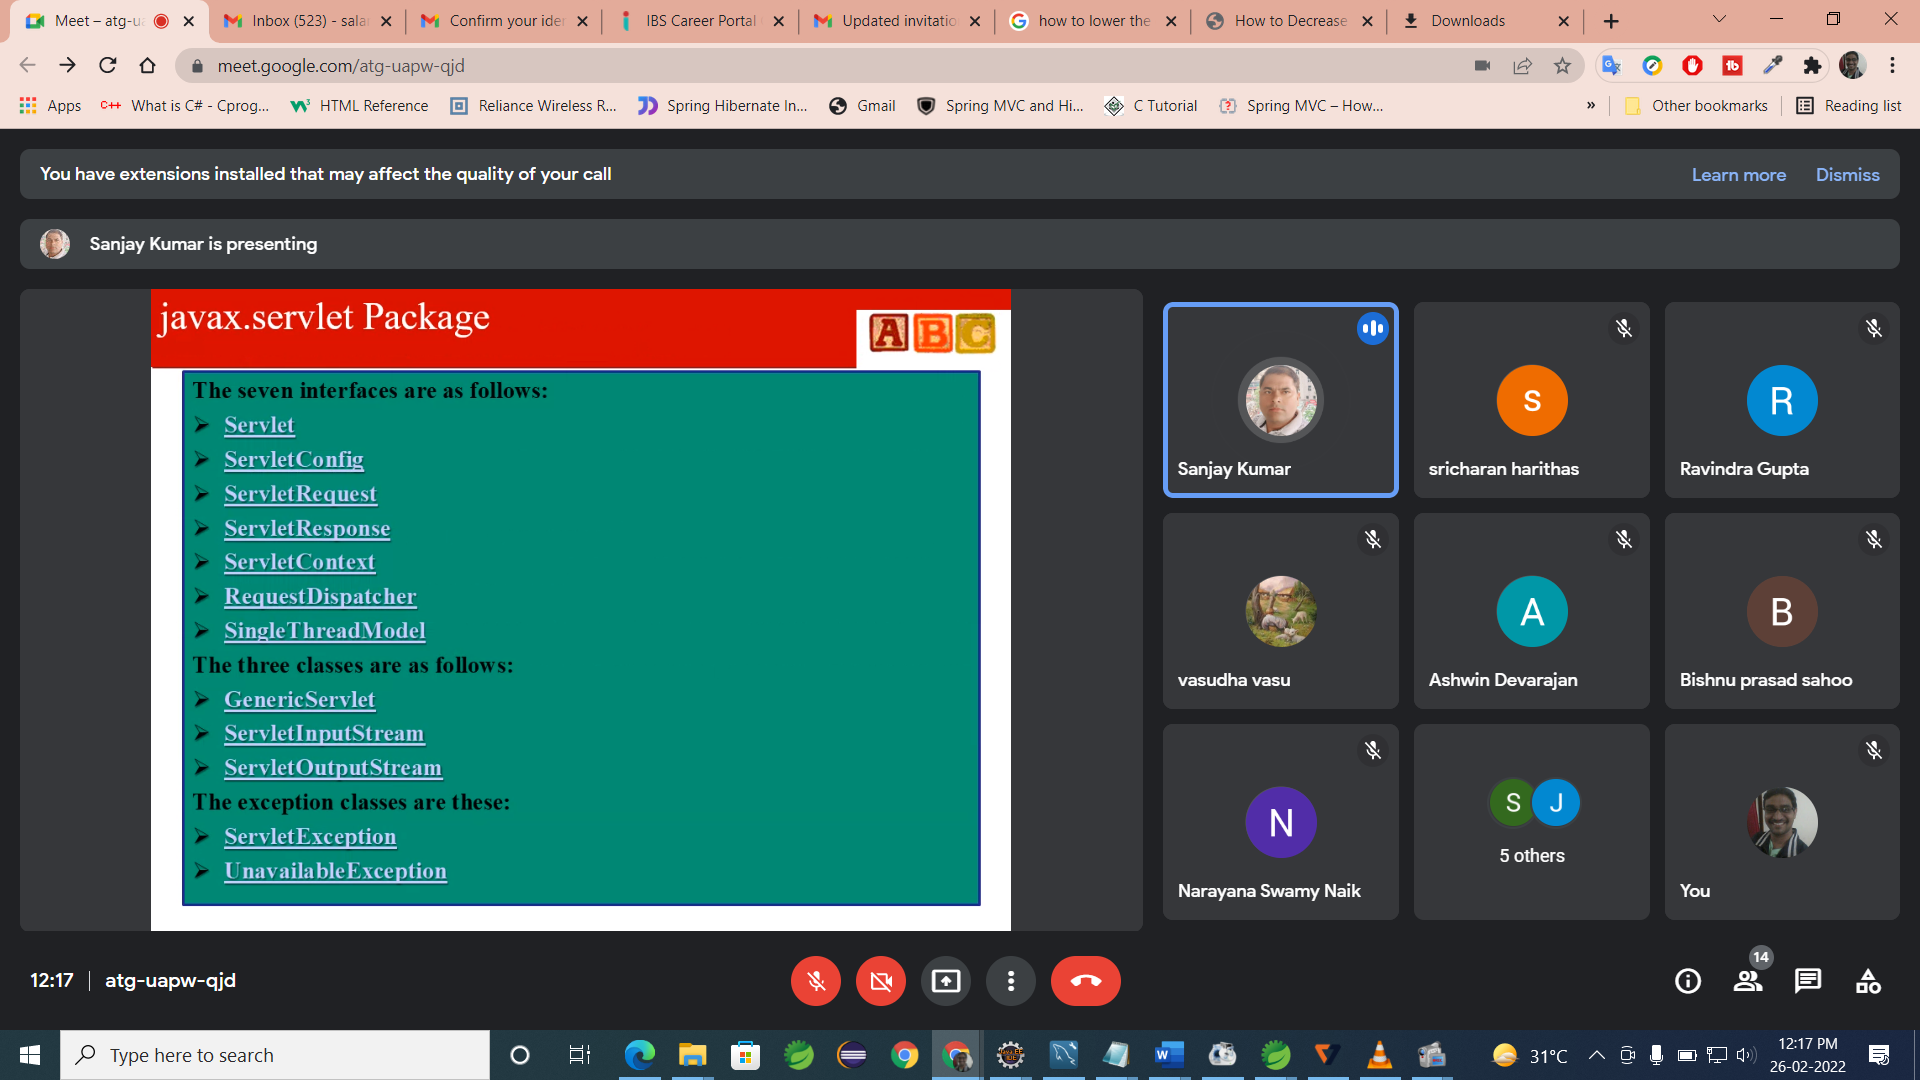 Meet – atg-ua
Inbox (523) - salar
Confirm your iden
IBS Career Portal
Updated invitatio
how to lower the
How to Decrease
Downloads
meet.google.com/atg-uapw-qjd
Apps
C++ What is C# - Cprog...
HTML Reference
Reliance Wireless R...
Spring Hibernate In...
Gmail
Spring MVC and Hi...
C Tutorial
Spring MVC – How...
»
Other bookmarks
Reading list
You have extensions installed that may affect the quality of your call
Learn more
Dismiss
Sanjay Kumar is presenting
javax.servlet Package
ABC
The seven interfaces are as follows:
Servlet
ServletConfig
ServletRequest
ServletResponse
ServletContext
RequestDispatcher
SingleThreadModel
The three classes are as follows:
GenericServlet
ServletInputStream
ServletOutputStream
The exception classes are these:
ServletException
UnavailableException
Sanjay Kumar
s
sricharan harithas
R
Ravindra Gupta
vasudha vasu
A
Ashwin Devarajan
B
Bishnu prasad sahoo
N
Narayana Swamy Naik
S J
5 others
You
12:17
atg-uapw-qjd
14
Type here to search
31°C
12:17 PM
26-02-2022